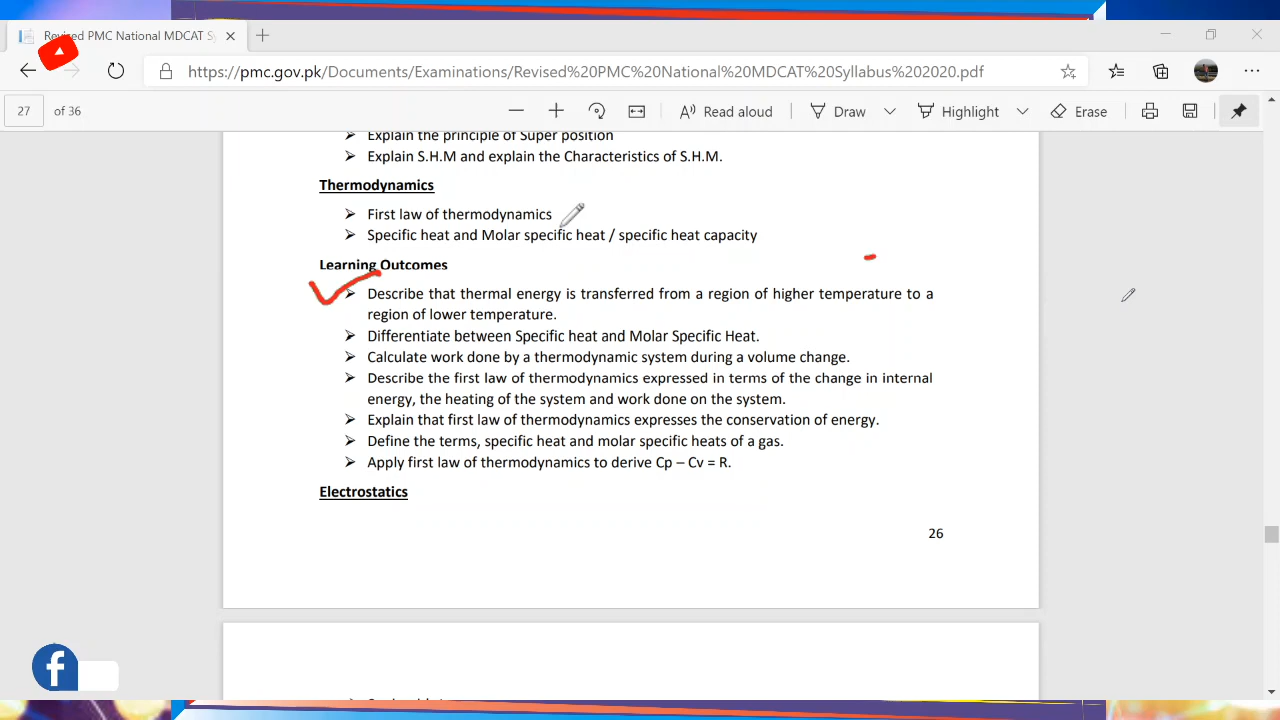 Revised PMC National MDCAT Sy
https://pmc.gov.pk/Documents/Examinations/Revised%20PMC%20National%20MDCAT%20Syllabus%202020.pdf
27 of 36 Read aloud Draw Highlight Erase
Explain the principle of Super position
Explain S.H.M and explain the Characteristics of S.H.M.
Thermodynamics
First law of thermodynamics
Specific heat and Molar specific heat / specific heat capacity
Learning Outcomes
Describe that thermal energy is transferred from a region of higher temperature to a
region of lower temperature.
Differentiate between Specific heat and Molar Specific Heat.
Calculate work done by a thermodynamic system during a volume change.
Describe the first law of thermodynamics expressed in terms of the change in internal
energy, the heating of the system and work done on the system.
Explain that first law of thermodynamics expresses the conservation of energy.
Define the terms, specific heat and molar specific heats of a gas.
Apply first law of thermodynamics to derive Cp – Cv = R.
Electrostatics
26
f